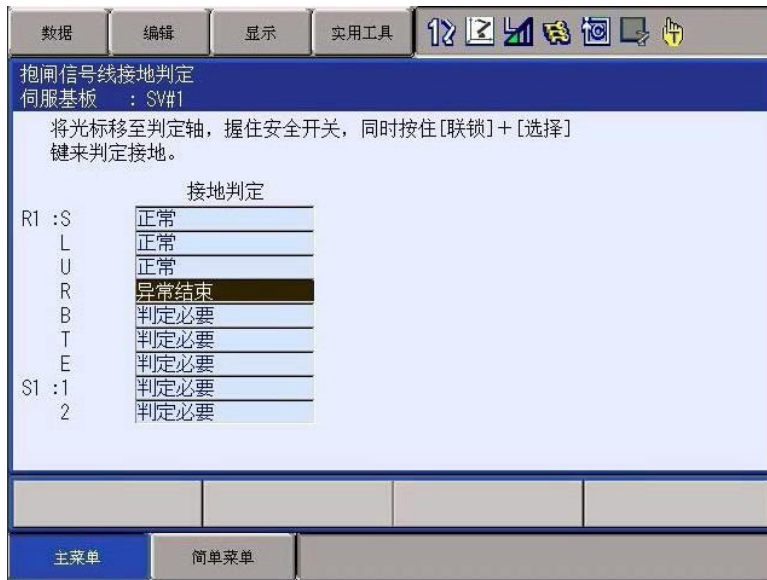 数据 编辑 显示 实用工具
抱闸信号线接地判定
伺服基板 : SV#1
将光标移至判定轴，握住安全开关，同时按住[联锁]+[选择]
键来判定接地。
接地判定
R1 :S 正常
L 正常
U 正常
R 异常结束
B 判定必要
T 判定必要
E 判定必要
S1 :1 判定必要
2 判定必要
主菜单 简单菜单